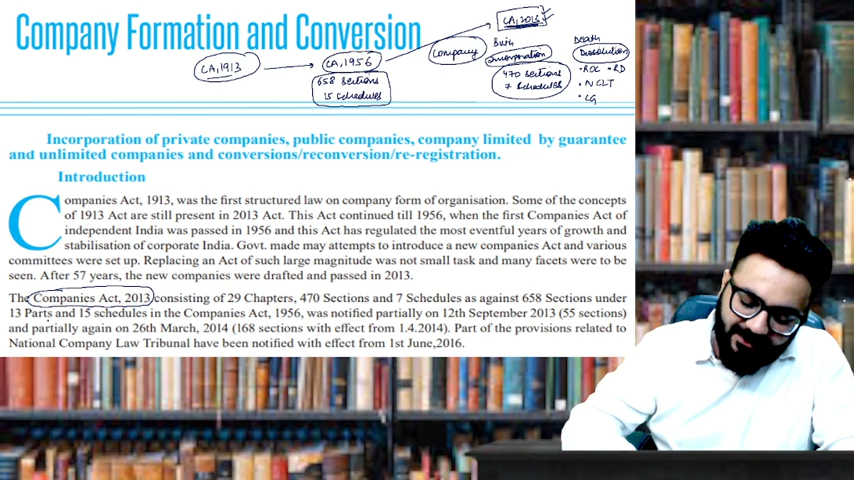 Company Formation and Conversion
CA, 1913
CA, 1956
658 Sections
15 Schedules
CA, 2013
Company
Birth
Incorporation
470 Sections
7 Schedules
Death
Dissolution
• ROC • RD
• NCLT
• CG
Incorporation of private companies, public companies, company limited by guarantee
and unlimited companies and conversions/reconversion/re-registration.
Introduction
Companies Act, 1913, was the first structured law on company form of organisation. Some of the concepts
of 1913 Act are still present in 2013 Act. This Act continued till 1956, when the first Companies Act of
independent India was passed in 1956 and this Act has regulated the most eventful years of growth and
stabilisation of corporate India. Govt. made may attempts to introduce a new companies Act and various
committees were set up. Replacing an Act of such large magnitude was not small task and many facets were to be
seen. After 57 years, the new companies were drafted and passed in 2013.
The Companies Act, 2013 consisting of 29 Chapters, 470 Sections and 7 Schedules as against 658 Sections under
13 Parts and 15 schedules in the Companies Act, 1956, was notified partially on 12th September 2013 (55 sections)
and partially again on 26th March, 2014 (168 sections with effect from 1.4.2014). Part of the provisions related to
National Company Law Tribunal have been notified with effect from 1st June,2016.